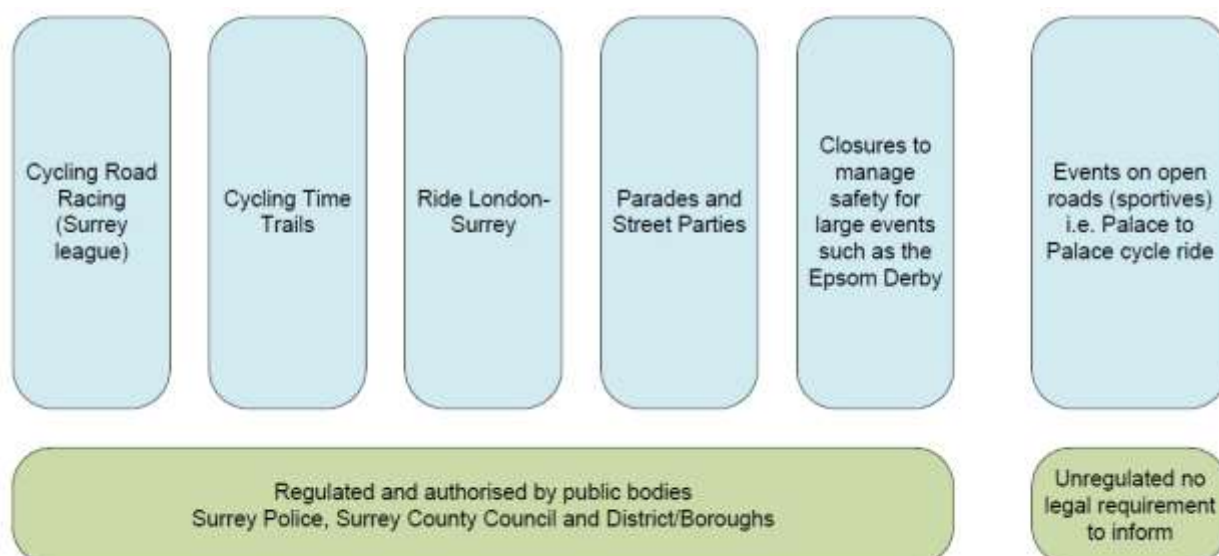 Cycling Road
Racing
(Surrey
league)
Cycling Time
Trails
Ride London-
Surrey
Parades and
Street Parties
Closures to
manage
safety for
large events
such as the
Epsom Derby
Events on open
roads (sportives)
i.e. Palace to
Palace cycle ride
Regulated and authorised by public bodies
Surrey Police, Surrey County Council and District/Boroughs
Unregulated no
legal requirement
to inform